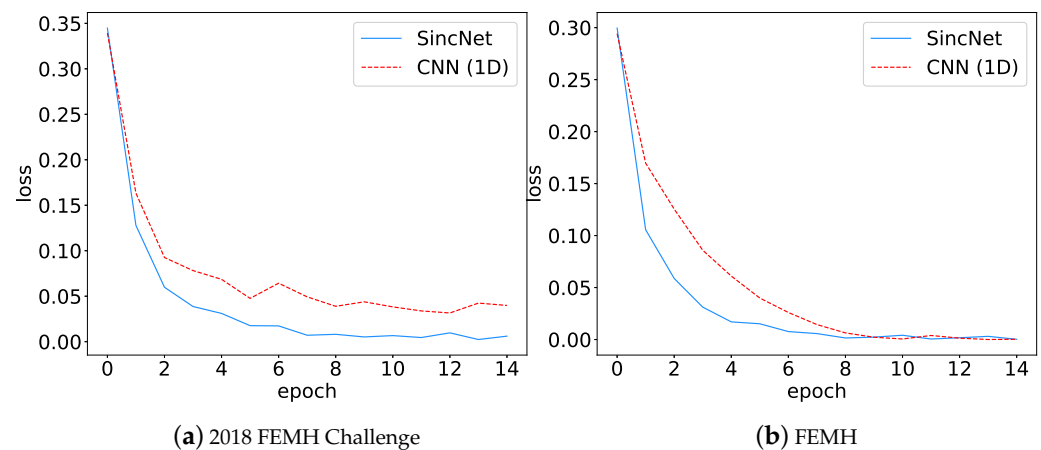 0.35
0.30
0.25
0.20
0.15
0.10
0.05
0.00
loss
0 2 4 6 8 10 12 14
epoch
SincNet
CNN (1D)
(a) 2018 FEMH Challenge
0.30
0.25
0.20
0.15
0.10
0.05
0.00
loss
0 2 4 6 8 10 12 14
epoch
SincNet
CNN (1D)
(b) FEMH